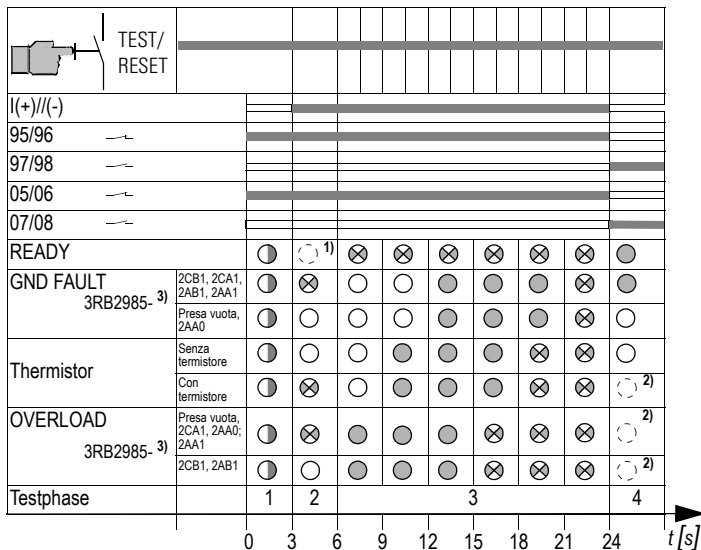 TEST/
RESET
I(+)//(-)
95/96
97/98
05/06
07/08
READY 1)
GND FAULT
3RB2985- 3)
2CB1, 2CA1,
2AB1, 2AA1
Presa vuota,
2AA0
Thermistor
Senza
termistore
Con
termistore
2)
OVERLOAD
3RB2985- 3)
Presa vuota,
2CA1, 2AA0;
2AA1
2)
2CB1, 2AB1
2)
Testphase 1 2 3 4
0 3 6 9 12 15 18 21 24 t [s]